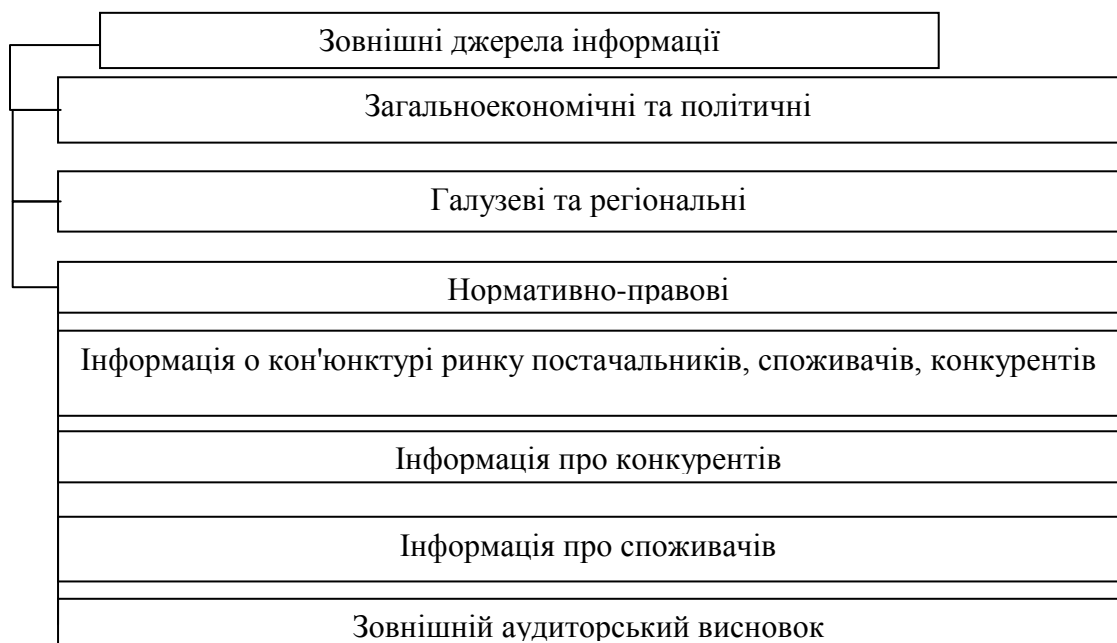 Зовнішні джерела інформації
Загальноекономічні та політичні
Галузеві та регіональні
Нормативно-правові
Інформація о кон'юнктурі ринку постачальників, споживачів, конкурентів
Інформація про конкурентів
Інформація про споживачів
Зовнішній аудиторський висновок